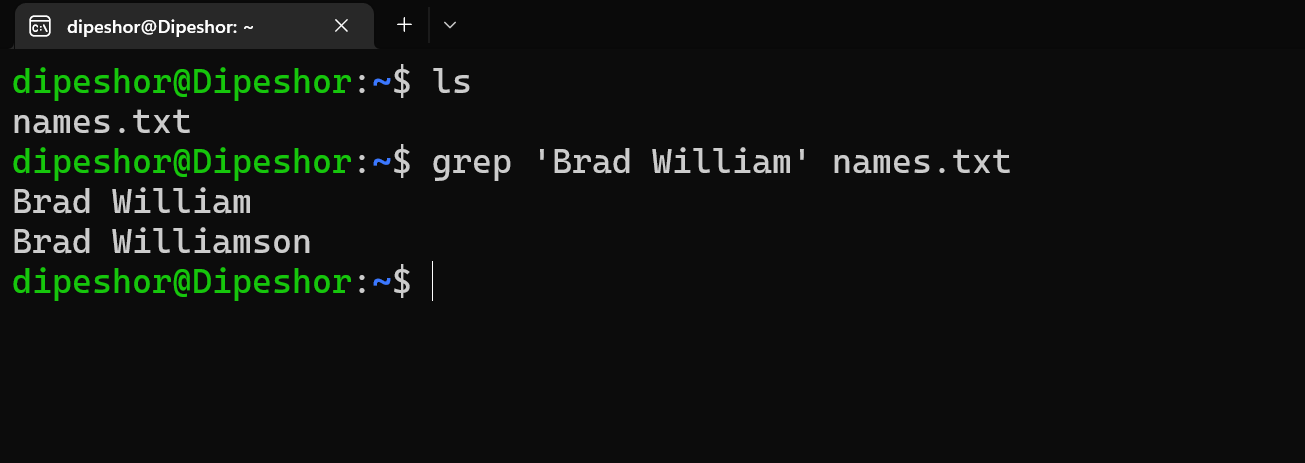 dipeshor@Dipeshor: ~
dipeshor@Dipeshor:~$ ls
names.txt
dipeshor@Dipeshor:~$ grep 'Brad William' names.txt
Brad William
Brad Williamson
dipeshor@Dipeshor:~$